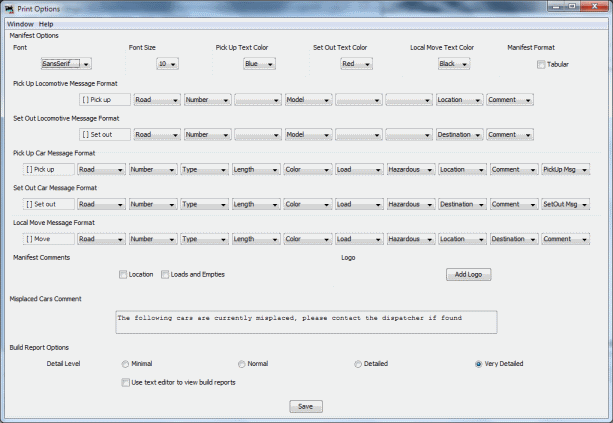 Print Options
Window Help
Manifest Options
Font Font Size Pick Up Text Color Set Out Text Color Local Move Text Color Manifest Format
SansSerif 10 Blue Red Black Tabular
Pick Up Locomotive Message Format
[ ] Pick up Road Number Model Location Comment
Set Out Locomotive Message Format
[ ] Set out Road Number Model Destination Comment
Pick Up Car Message Format
[ ] Pick up Road Number Type Length Color Load Hazardous Location Comment PickUp Msg
Set Out Car Message Format
[ ] Set out Road Number Type Length Color Load Hazardous Destination Comment SetOut Msg
Local Move Message Format
[ ] Move Road Number Type Length Color Load Hazardous Location Destination Comment
Manifest Comments Logo
Location Loads and Empties Add Logo
Misplaced Cars Comment
The following cars are currently misplaced, please contact the dispatcher if found
Build Report Options
Detail Level Minimal Normal Detailed Very Detailed
Use text editor to view build reports
Save